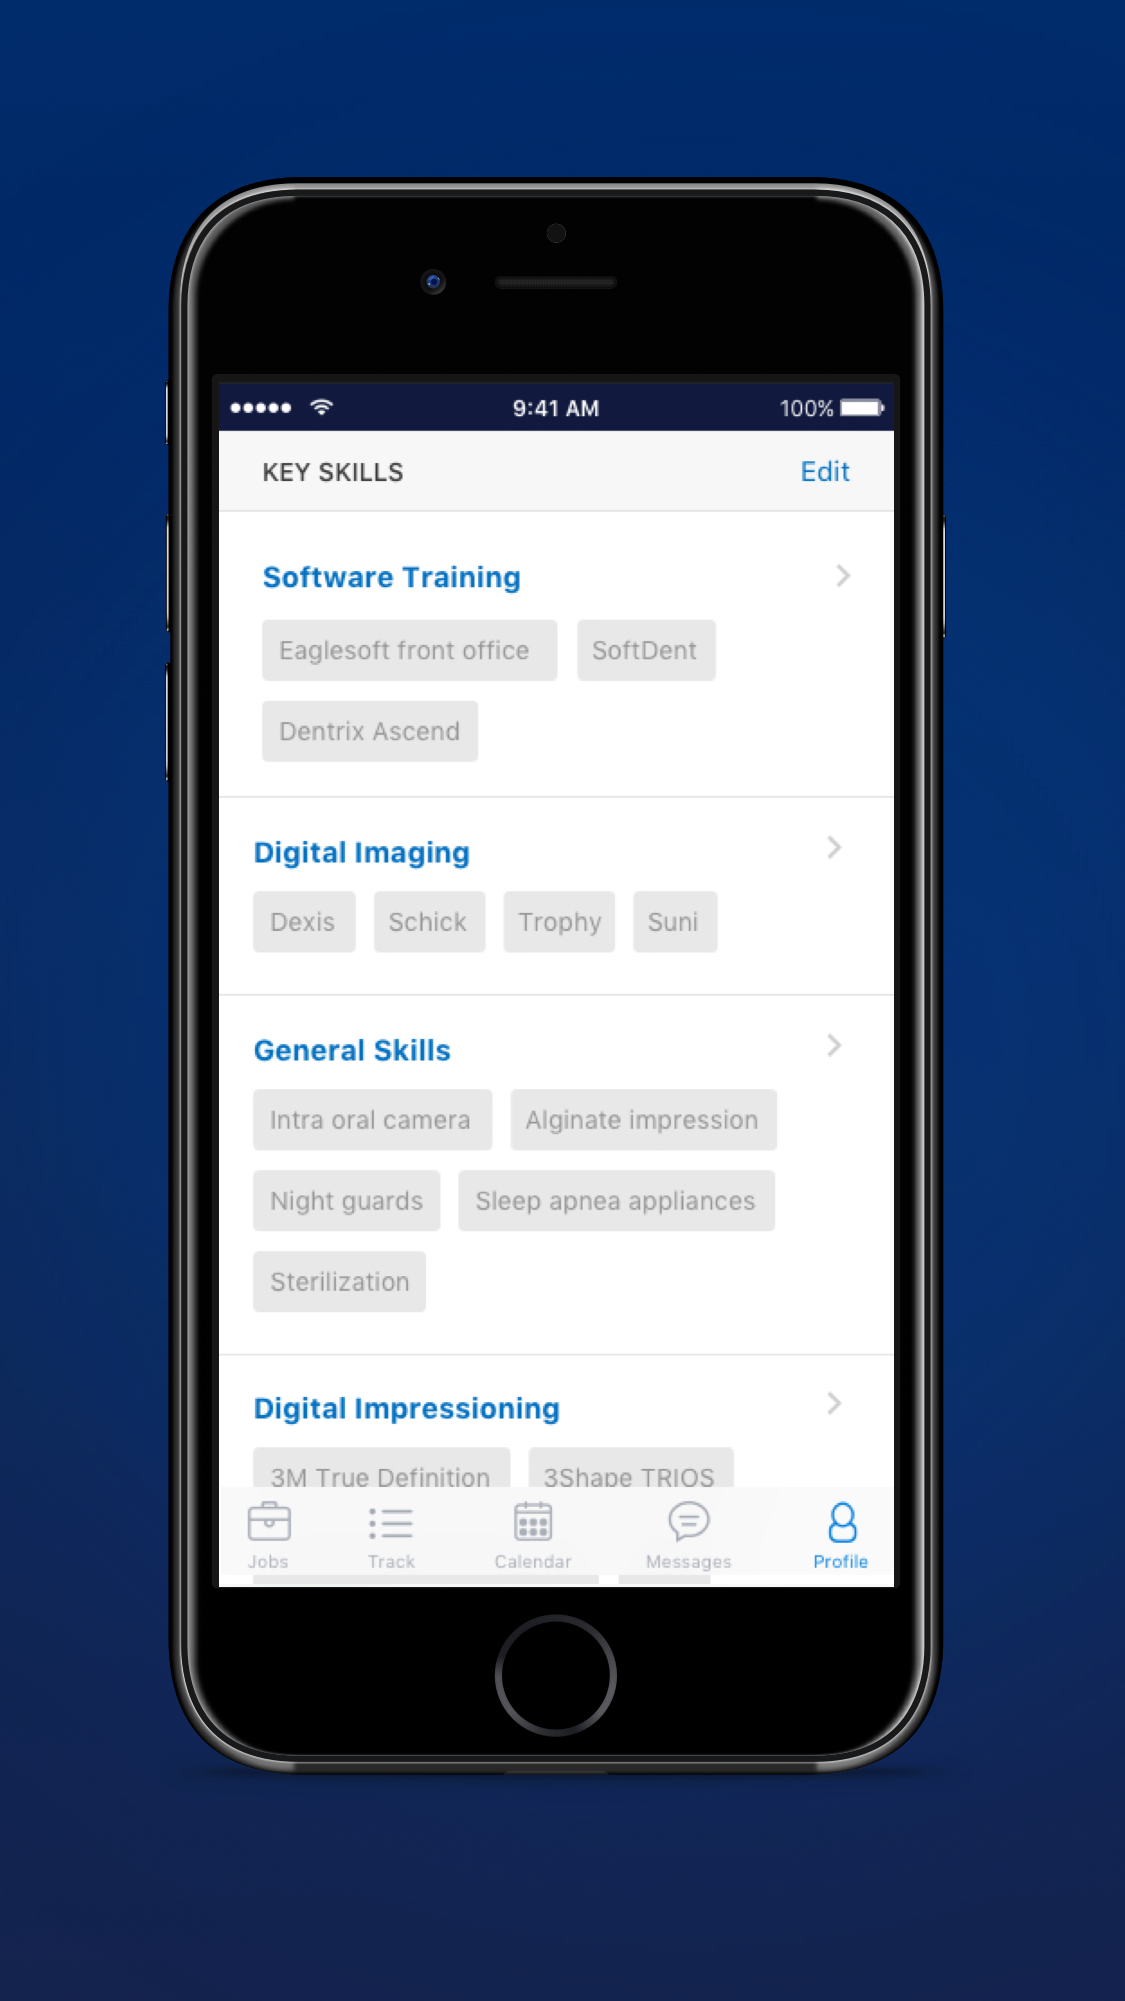 9:41 AM 100%
KEY SKILLS Edit
Software Training
Eaglesoft front office SoftDent
Dentrix Ascend
Digital Imaging
Dexis Schick Trophy Suni
General Skills
Intra oral camera Alginate impression
Night guards Sleep apnea appliances
Sterilization
Digital Impressioning
3M True Definition 3Shape TRIOS
Jobs Track Calendar Messages Profile